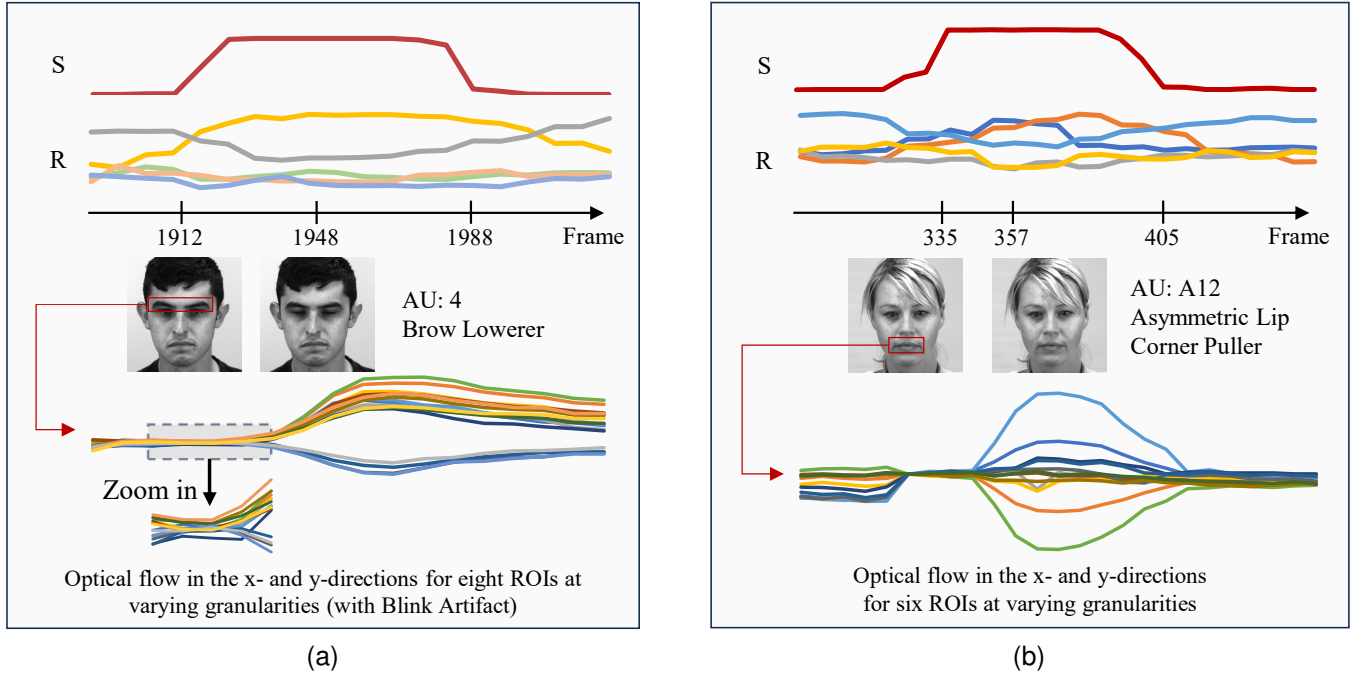 S
R
1912
1948
1988
Frame
AU: 4
Brow Lowerer
Zoom in
Optical flow in the x- and y-directions for eight ROIs at
varying granularities (with Blink Artifact)
(a)
S
R
335
357
405
Frame
AU: A12
Asymmetric Lip
Corner Puller
Optical flow in the x- and y-directions
for six ROIs at varying granularities
(b)